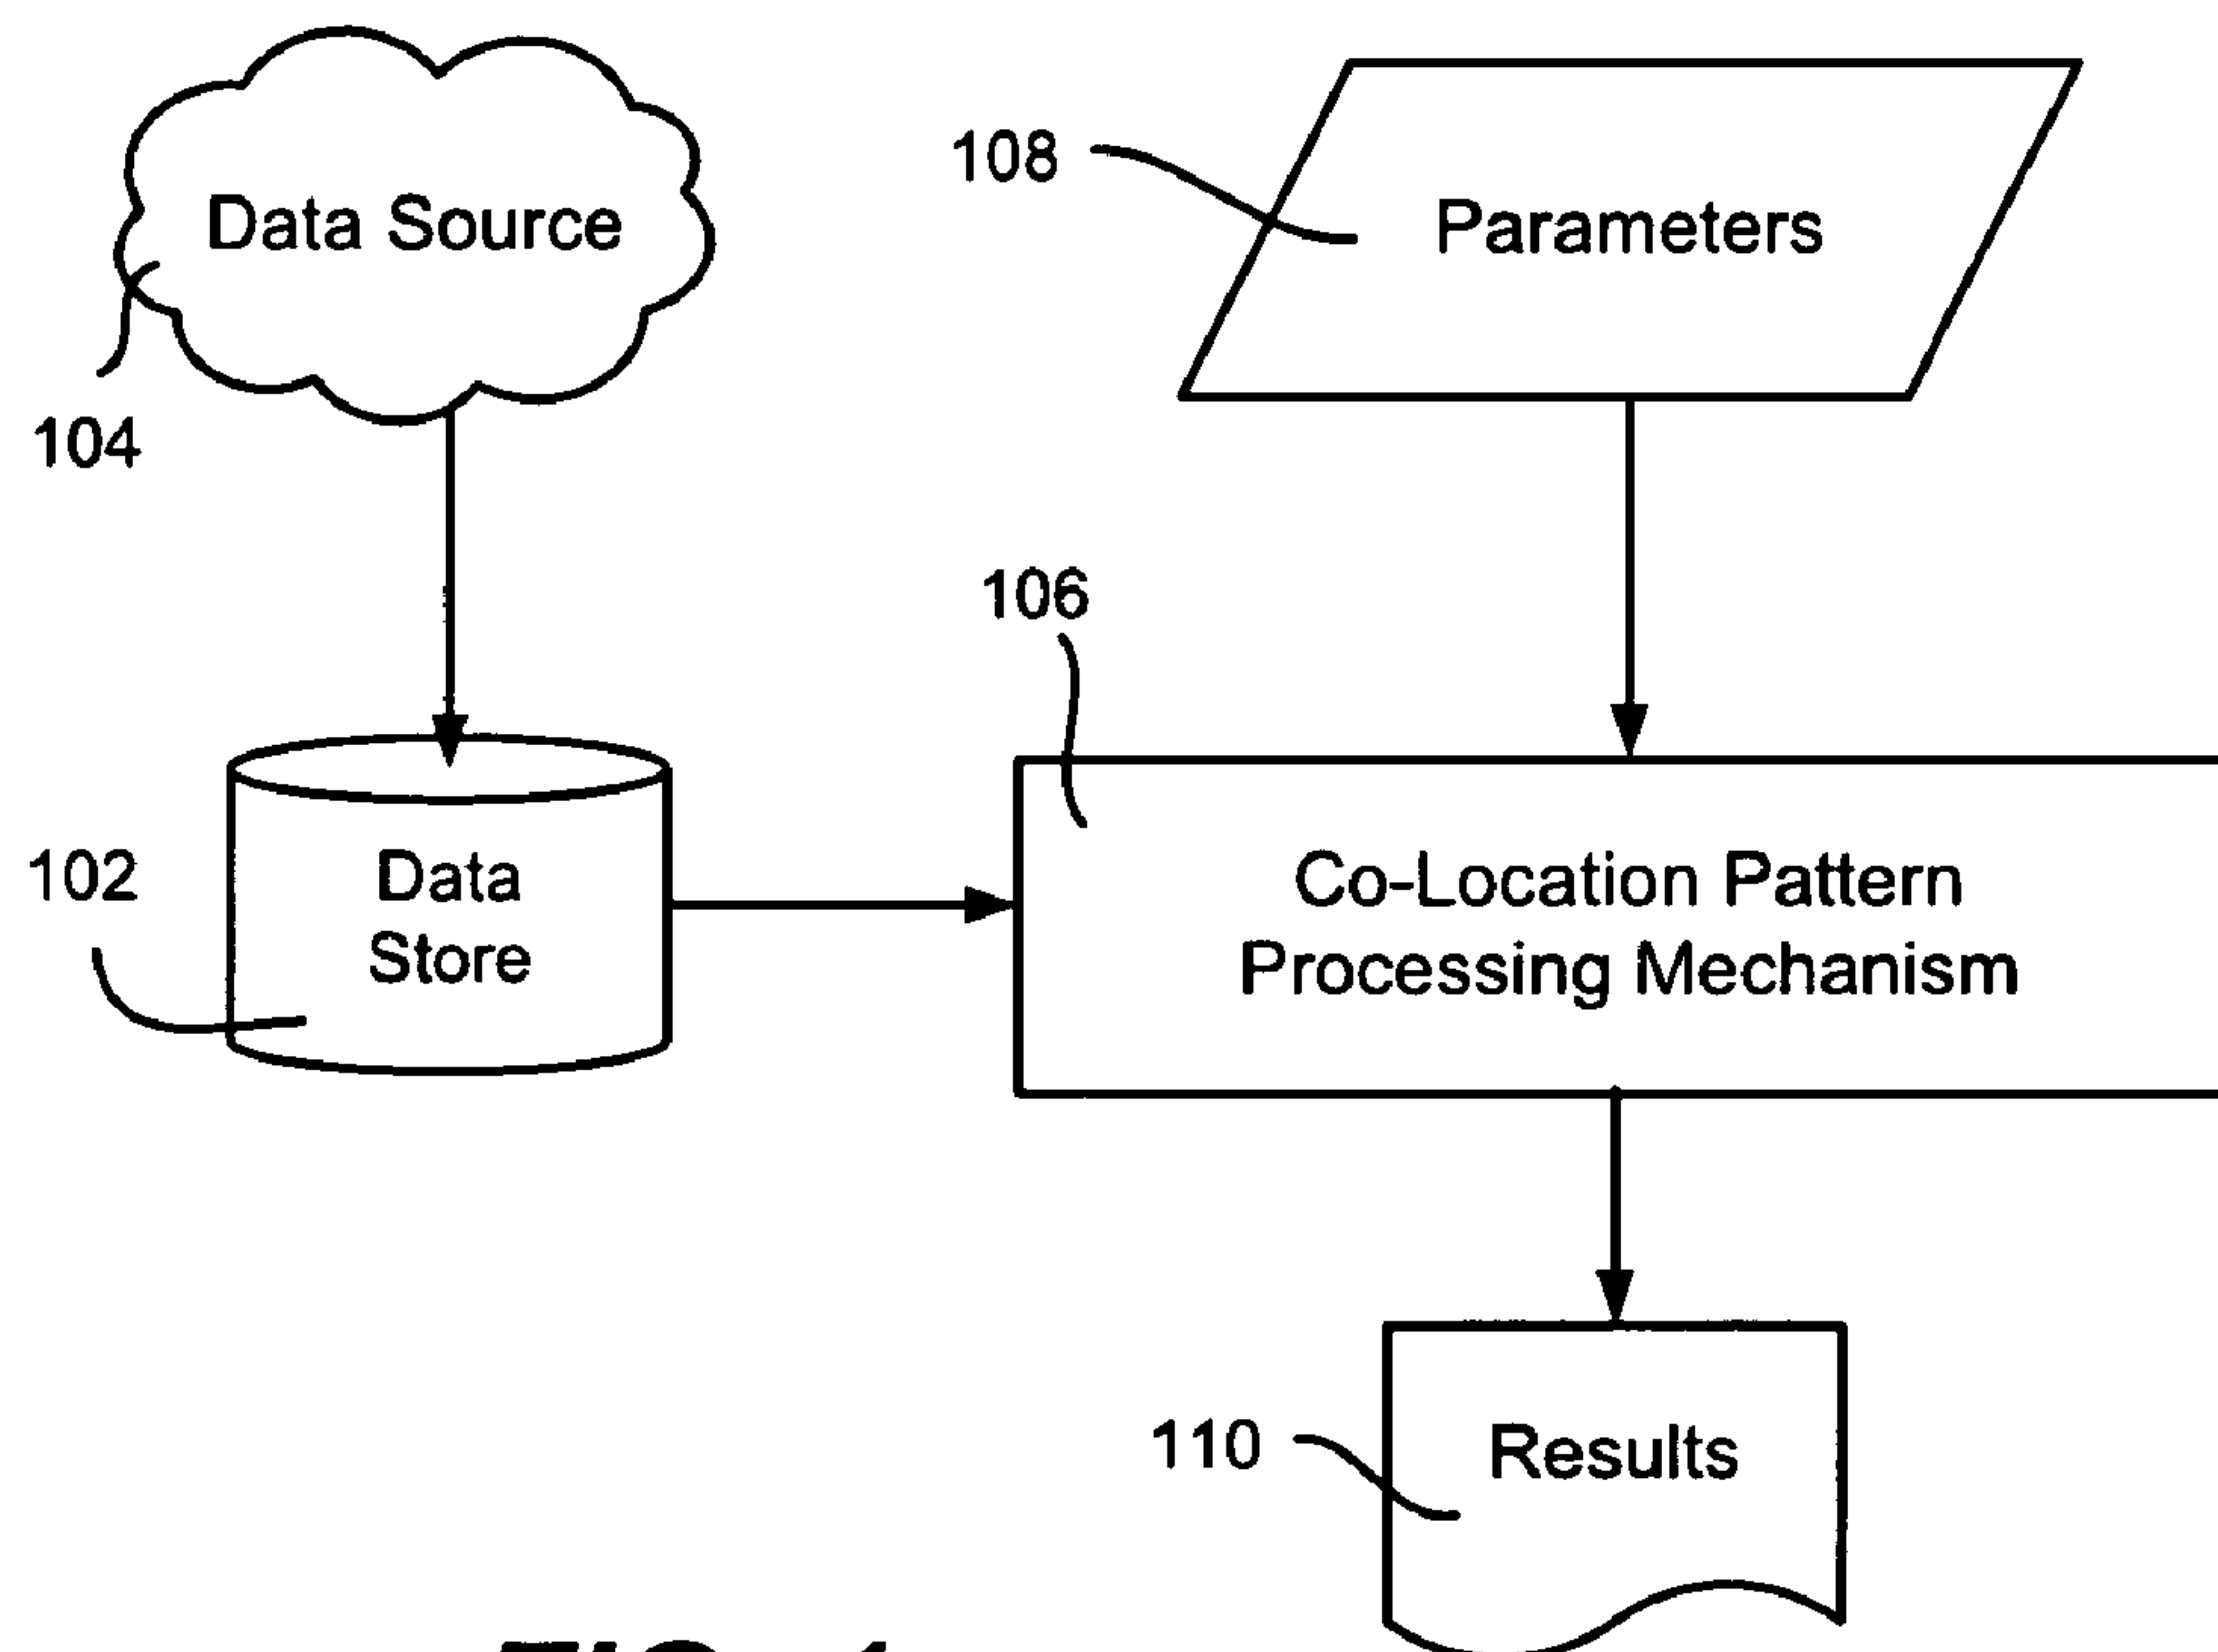 Data Source
108
Parameters
104
106
102
Data
Store
Co-Location Pattern
Processing Mechanism
110
Results